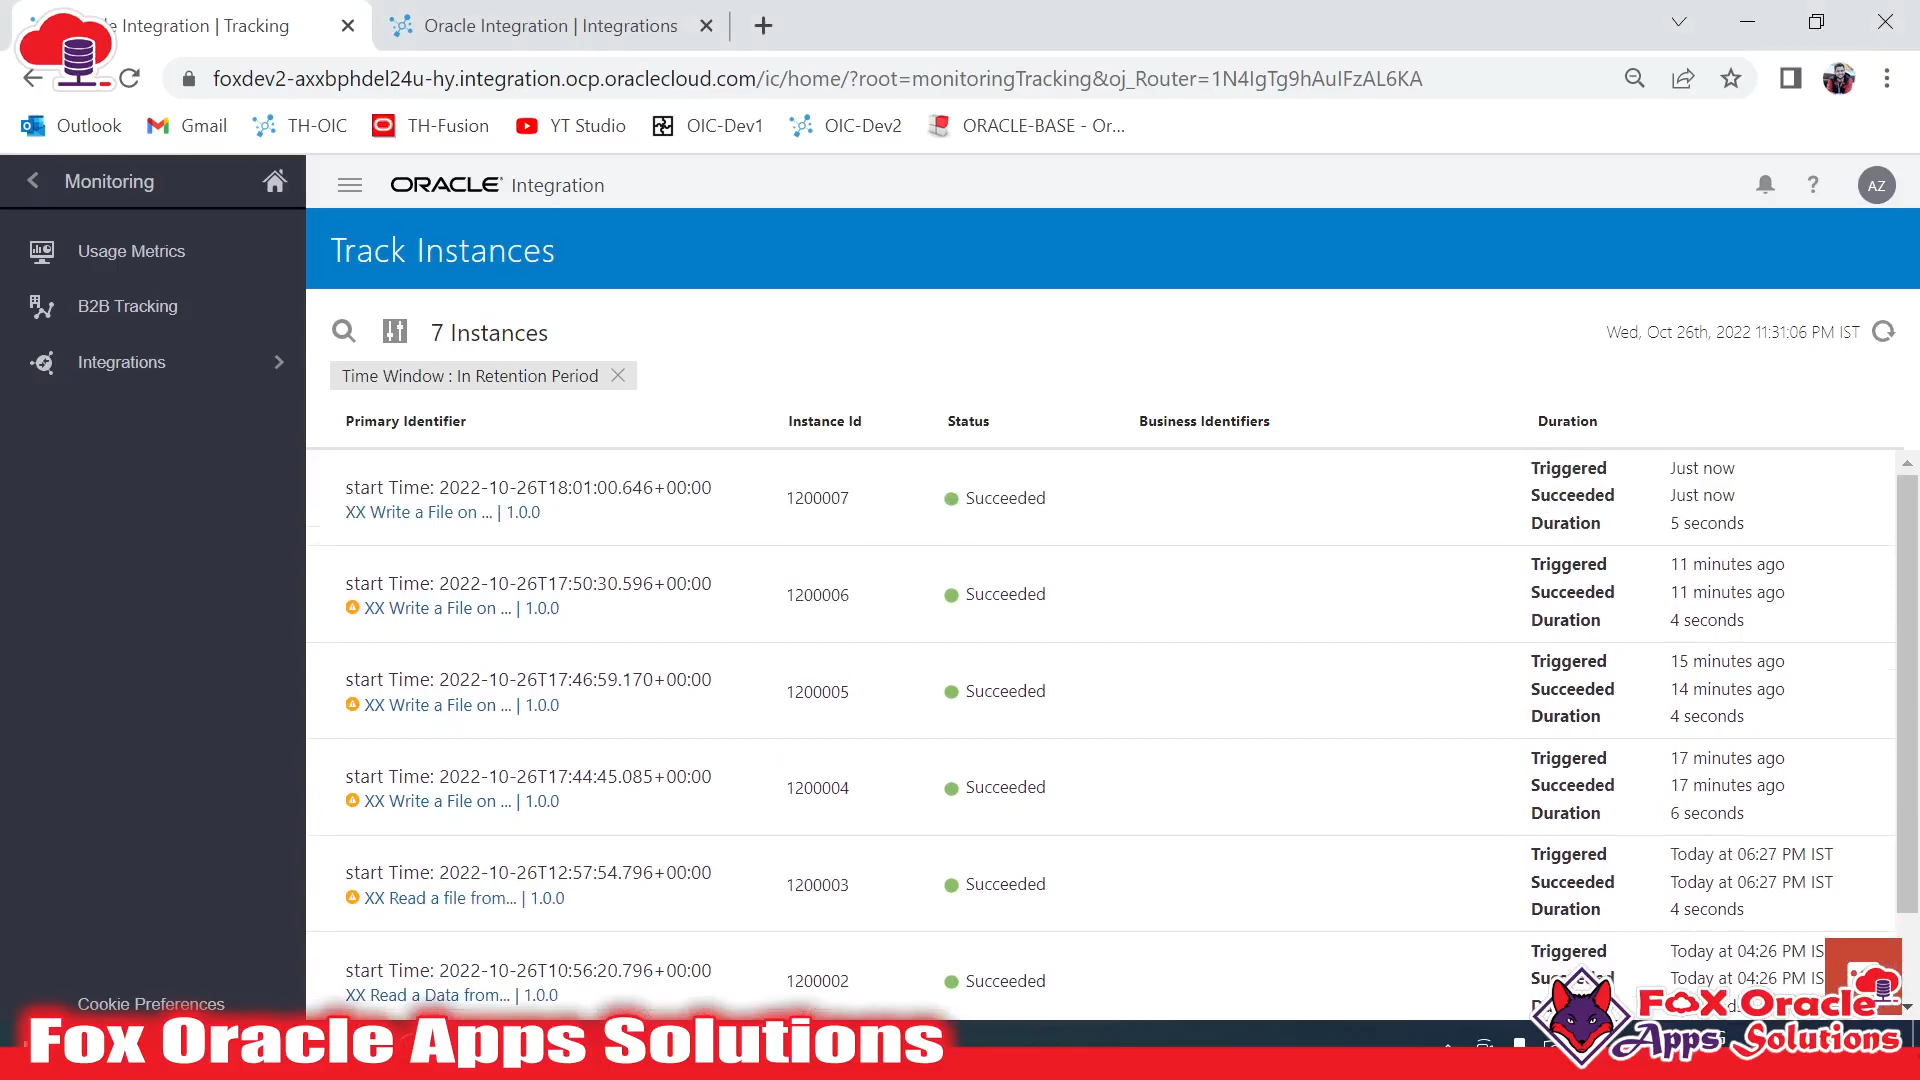 le Integration | Tracking
Oracle Integration | Integrations
foxdev2-axxbphdel24u-hy.integration.ocp.oraclecloud.com/ic/home/?root=monitoringTracking&oj_Router=1N4IgTg9hAuIFzAL6KA
Outlook
Gmail
TH-OIC
TH-Fusion
YT Studio
OIC-Dev1
OIC-Dev2
ORACLE-BASE - Or...
Monitoring
ORACLE Integration
AZ
Usage Metrics
B2B Tracking
Integrations
Track Instances
7 Instances
Wed, Oct 26th, 2022 11:31:06 PM IST
Time Window : In Retention Period
Primary Identifier Instance Id Status Business Identifiers Duration
start Time: 2022-10-26T18:01:00.646+00:00
XX Write a File on ... | 1.0.0
1200007
Succeeded
Triggered Just now
Succeeded Just now
Duration 5 seconds
start Time: 2022-10-26T17:50:30.596+00:00
XX Write a File on ... | 1.0.0
1200006
Succeeded
Triggered 11 minutes ago
Succeeded 11 minutes ago
Duration 4 seconds
start Time: 2022-10-26T17:46:59.170+00:00
XX Write a File on ... | 1.0.0
1200005
Succeeded
Triggered 15 minutes ago
Succeeded 14 minutes ago
Duration 4 seconds
start Time: 2022-10-26T17:44:45.085+00:00
XX Write a File on ... | 1.0.0
1200004
Succeeded
Triggered 17 minutes ago
Succeeded 17 minutes ago
Duration 6 seconds
start Time: 2022-10-26T12:57:54.796+00:00
XX Read a file from... | 1.0.0
1200003
Succeeded
Triggered Today at 06:27 PM IST
Succeeded Today at 06:27 PM IST
Duration 4 seconds
start Time: 2022-10-26T10:56:20.796+00:00
XX Read a Data from... | 1.0.0
1200002
Succeeded
Triggered Today at 04:26 PM IS
Today at 04:26 PM IS
Cookie Preferences
Fox Oracle Apps Solutions
FOX Oracle
Apps Solutions